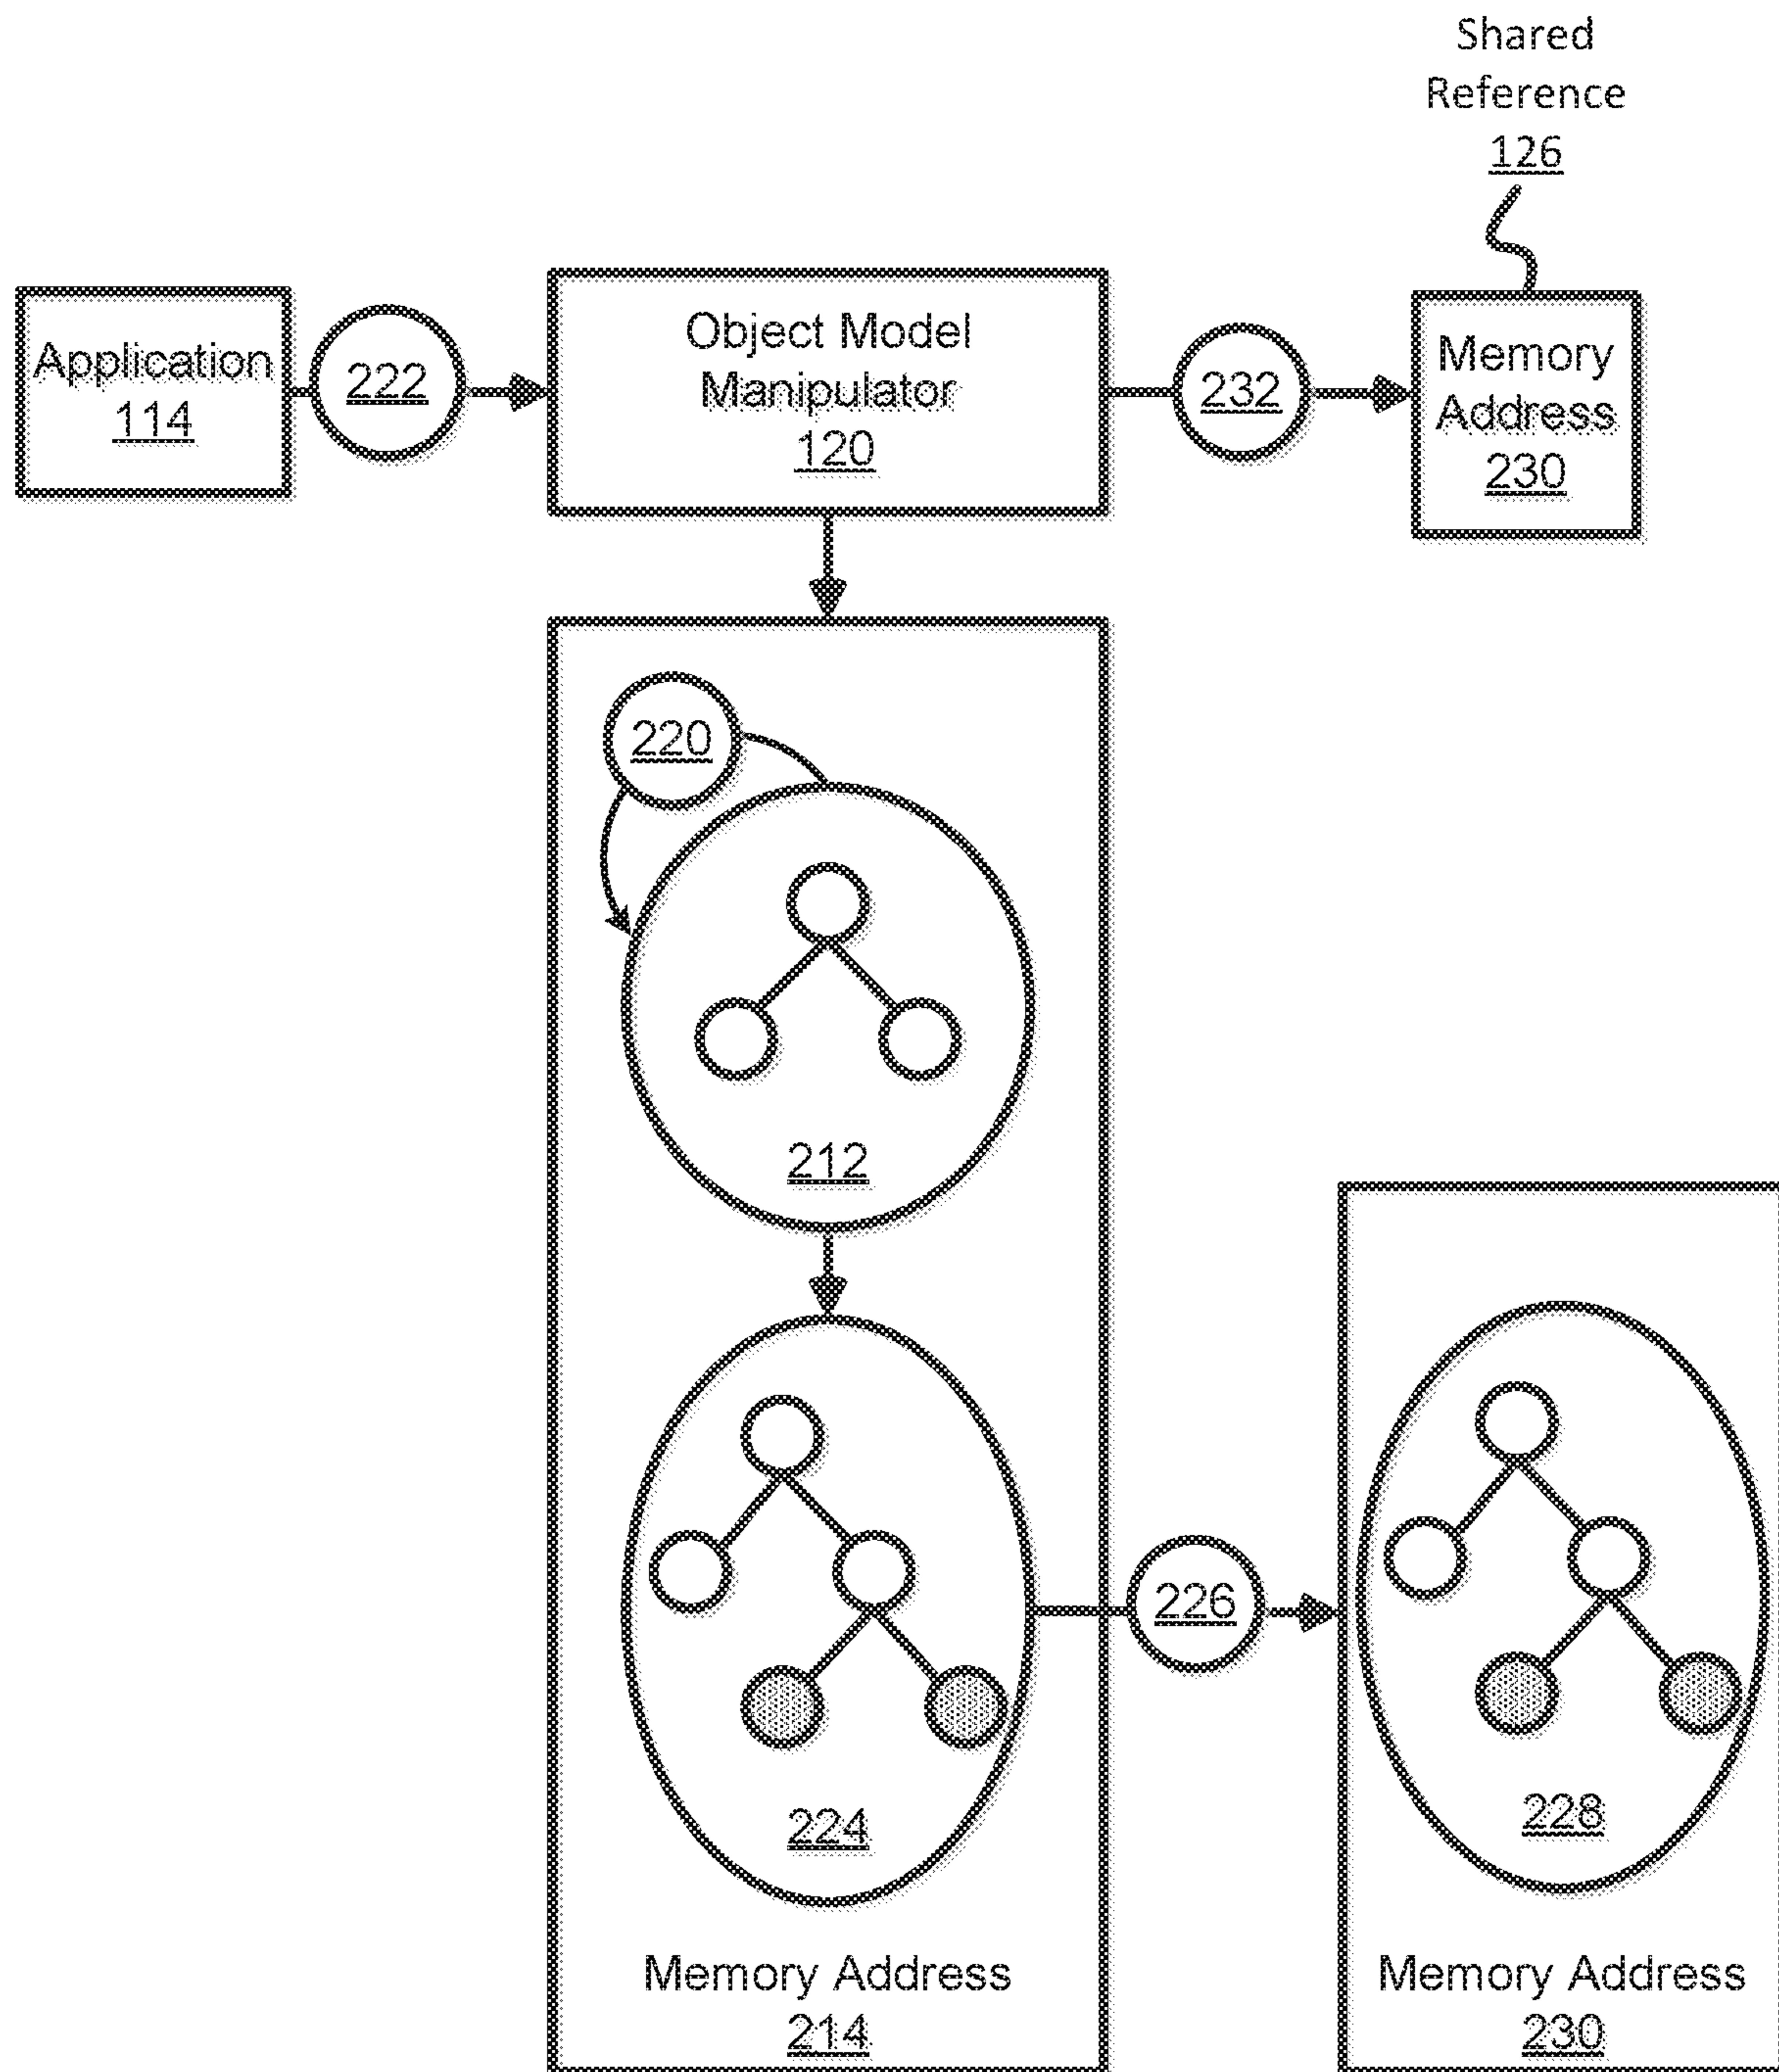 Shared
Reference
126
Application
114
222
Object Model
Manipulator
120
232
Memory
Address
230
220
212
224
226
228
Memory Address
214
Memory Address
230